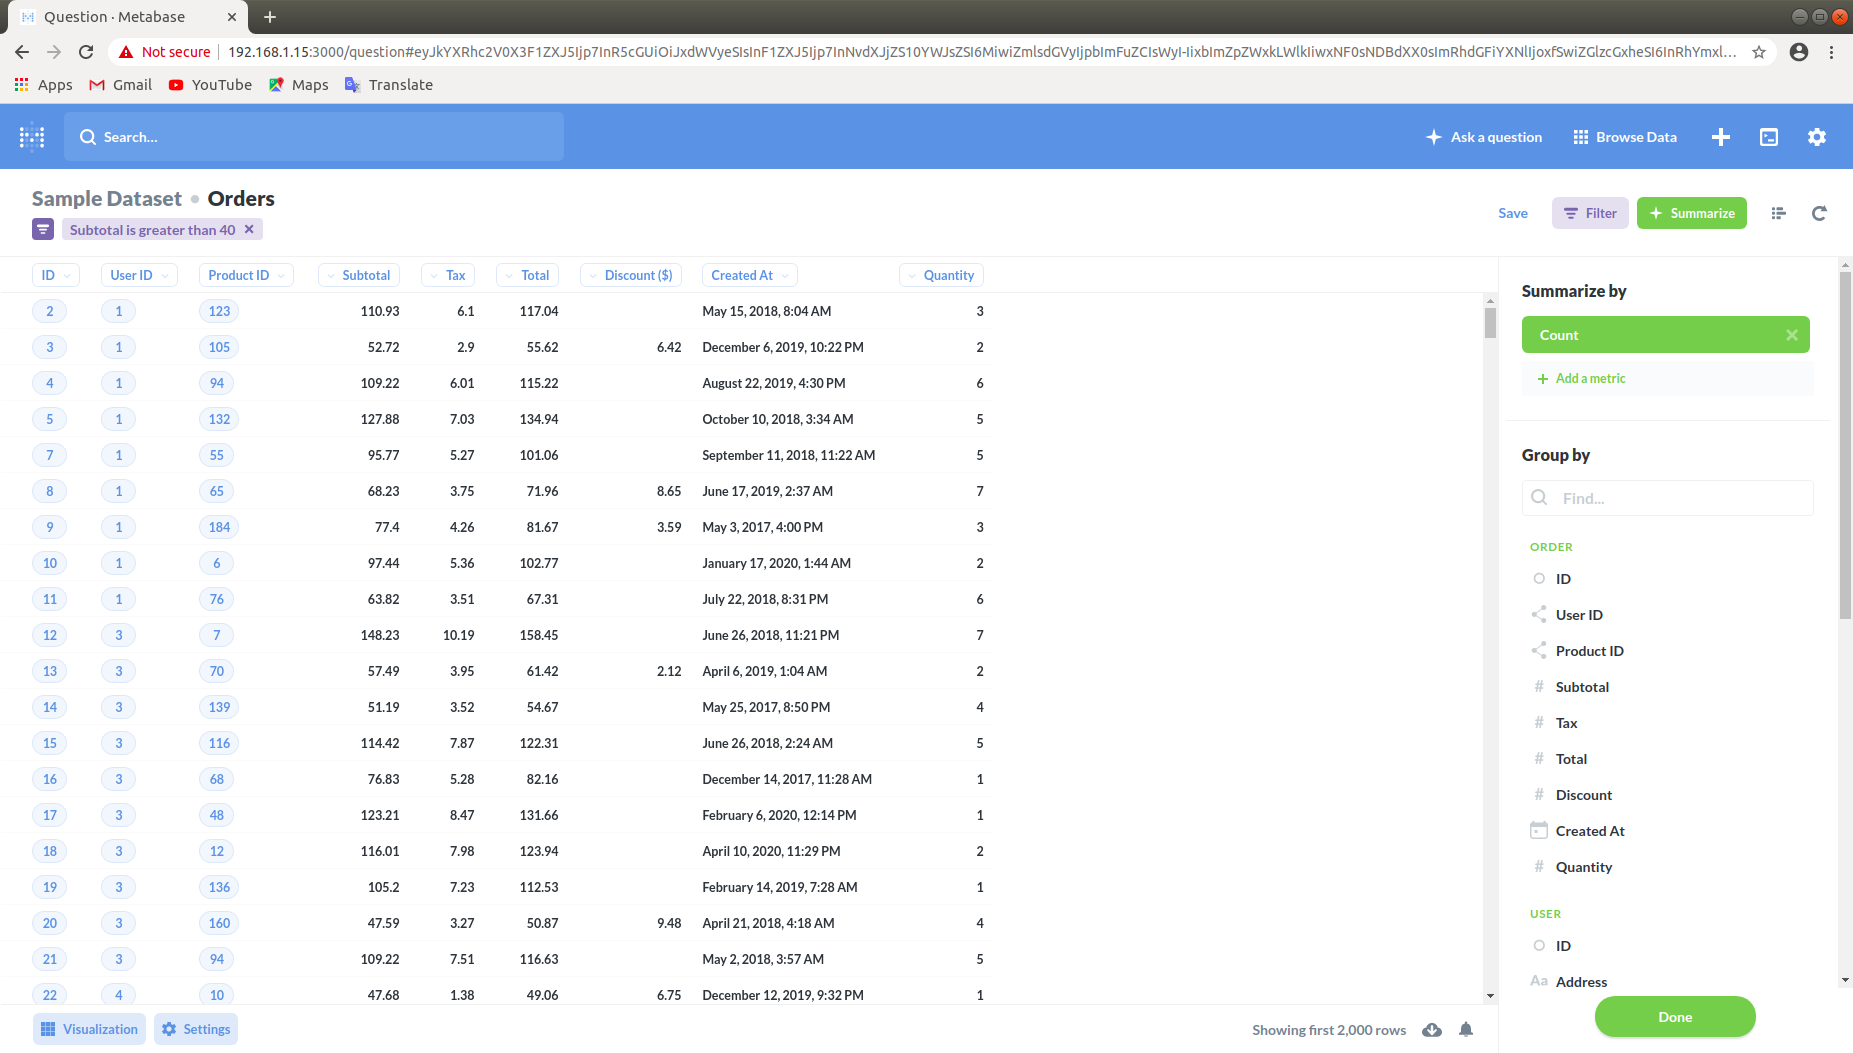 Question · Metabase
Not secure
192.168.1.15:3000/question#eyJkYXRhc2V0X3F1ZXJ5Ijp7InR5cGUiOiJxdWVyeSIsInF1ZXJ5Ijp7InNvdXJjZS10YWJsZSI6MiwiZmlsdGVyIjpbImFuZCIsWyI-IixbImZpZWxkLWlkIiwxNF0sNDBdXX0sImRhdGFiYXNlIjoxfSwiZGlzcGxheSI6InRhYmxl...
Apps Gmail YouTube Maps Translate
Search...
Ask a question Browse Data
Sample Dataset • Orders
Subtotal is greater than 40
Save Filter Summarize
ID User ID Product ID Subtotal Tax Total Discount ($) Created At Quantity
2 1 123 110.93 6.1 117.04 May 15, 2018, 8:04 AM 3
3 1 105 52.72 2.9 55.62 6.42 December 6, 2019, 10:22 PM 2
4 1 94 109.22 6.01 115.22 August 22, 2019, 4:30 PM 6
5 1 132 127.88 7.03 134.94 October 10, 2018, 3:34 AM 5
7 1 55 95.77 5.27 101.06 September 11, 2018, 11:22 AM 5
8 1 65 68.23 3.75 71.96 8.65 June 17, 2019, 2:37 AM 7
9 1 184 77.4 4.26 81.67 3.59 May 3, 2017, 4:00 PM 3
10 1 6 97.44 5.36 102.77 January 17, 2020, 1:44 AM 2
11 1 76 63.82 3.51 67.31 July 22, 2018, 8:31 PM 6
12 3 7 148.23 10.19 158.45 June 26, 2018, 11:21 PM 7
13 3 70 57.49 3.95 61.42 2.12 April 6, 2019, 1:04 AM 2
14 3 139 51.19 3.52 54.67 May 25, 2017, 8:50 PM 4
15 3 116 114.42 7.87 122.31 June 26, 2018, 2:24 AM 5
16 3 68 76.83 5.28 82.16 December 14, 2017, 11:28 AM 1
17 3 48 123.21 8.47 131.66 February 6, 2020, 12:14 PM 1
18 3 12 116.01 7.98 123.94 April 10, 2020, 11:29 PM 2
19 3 136 105.2 7.23 112.53 February 14, 2019, 7:28 AM 1
20 3 160 47.59 3.27 50.87 9.48 April 21, 2018, 4:18 AM 4
21 3 94 109.22 7.51 116.63 May 2, 2018, 3:57 AM 5
22 4 10 47.68 1.38 49.06 6.75 December 12, 2019, 9:32 PM 1
Visualization Settings
Showing first 2,000 rows
Summarize by
Count
Add a metric
Group by
Find...
ORDER
ID
User ID
Product ID
# Subtotal
# Tax
# Total
# Discount
Created At
# Quantity
USER
ID
Aa Address
Done